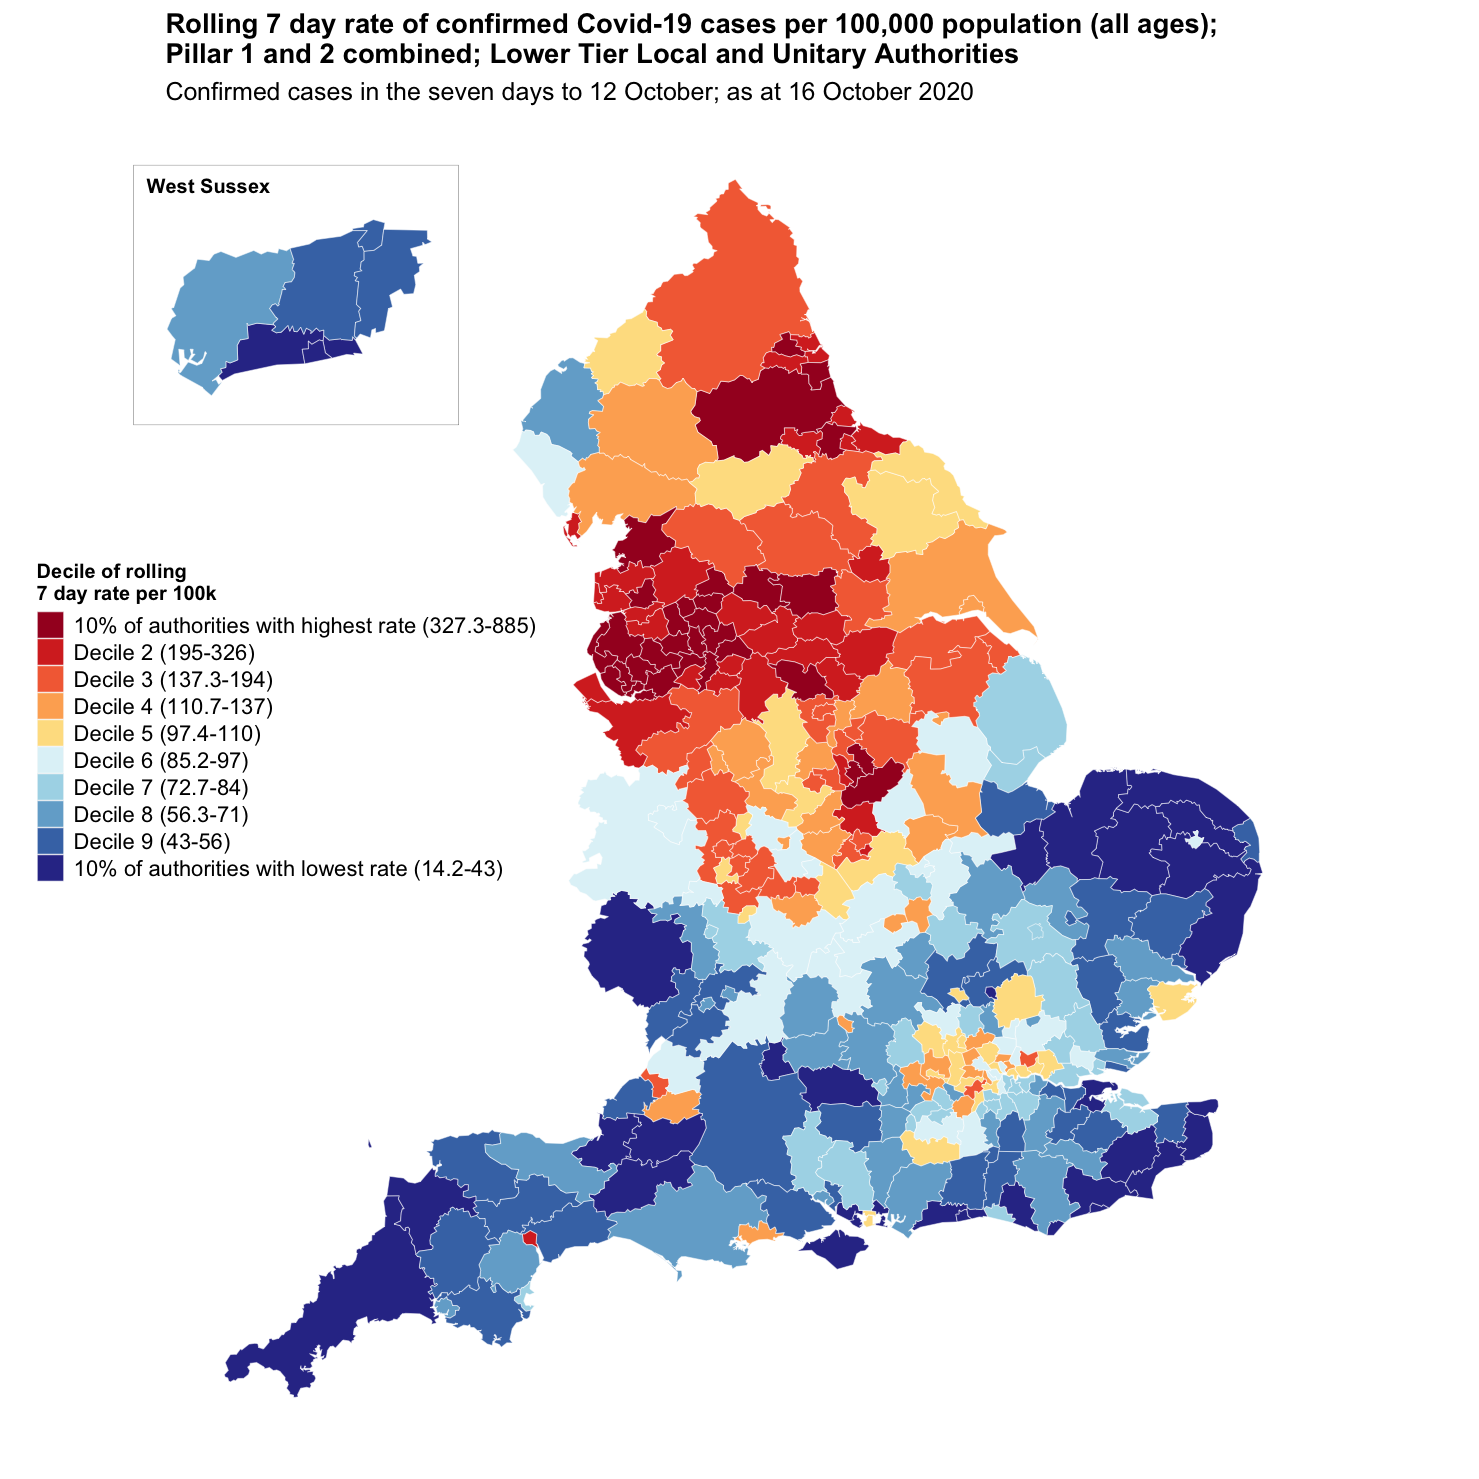 Rolling 7 day rate of confirmed Covid-19 cases per 100,000 population (all ages);
Pillar 1 and 2 combined; Lower Tier Local and Unitary Authorities
Confirmed cases in the seven days to 12 October; as at 16 October 2020
West Sussex
Decile of rolling
7 day rate per 100k
10% of authorities with highest rate (327.3-885)
Decile 2 (195-326)
Decile 3 (137.3-194)
Decile 4 (110.7-137)
Decile 5 (97.4-110)
Decile 6 (85.2-97)
Decile 7 (72.7-84)
Decile 8 (56.3-71)
Decile 9 (43-56)
10% of authorities with lowest rate (14.2-43)